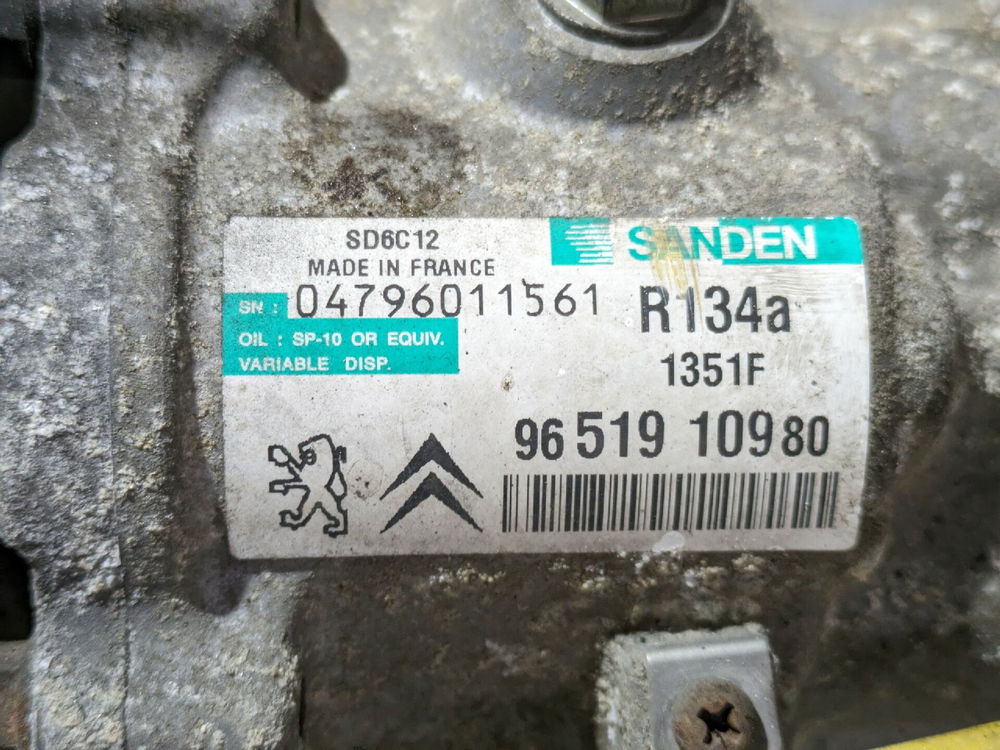 SD6C12
MADE IN FRANCE
SANDEN
SN : 04796011561
R134a
OIL : SP-10 OR EQUIV.
VARIABLE DISP.
1351F
96 519 109 80